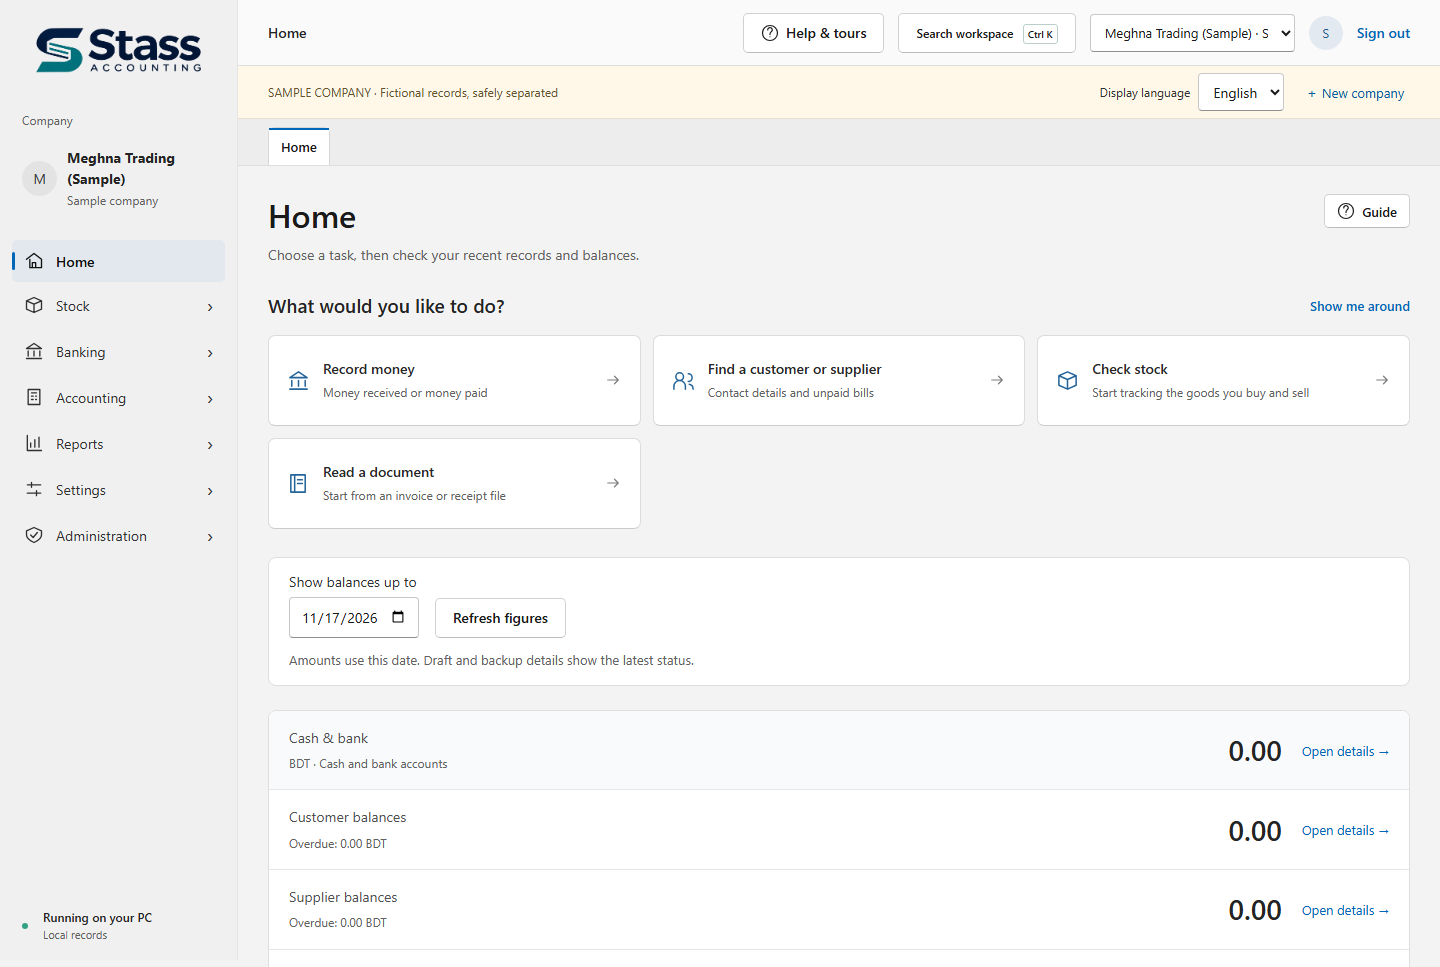 Stass
ACCOUNTING
Company
M
Meghna Trading
(Sample)
Sample company
Home
Stock
Banking
Accounting
Reports
Settings
Administration
Running on your PC
Local records
Home
Help & tours
Search workspace Ctrl K
Meghna Trading (Sample) · S
S
Sign out
SAMPLE COMPANY · Fictional records, safely separated
Display language
English
+ New company
Home
Home
Guide
Choose a task, then check your recent records and balances.
What would you like to do?
Show me around
Record money
Money received or money paid
Find a customer or supplier
Contact details and unpaid bills
Check stock
Start tracking the goods you buy and sell
Read a document
Start from an invoice or receipt file
Show balances up to
11/17/2026
Refresh figures
Amounts use this date. Draft and backup details show the latest status.
Cash & bank
BDT · Cash and bank accounts
0.00
Open details →
Customer balances
Overdue: 0.00 BDT
0.00
Open details →
Supplier balances
Overdue: 0.00 BDT
0.00
Open details →